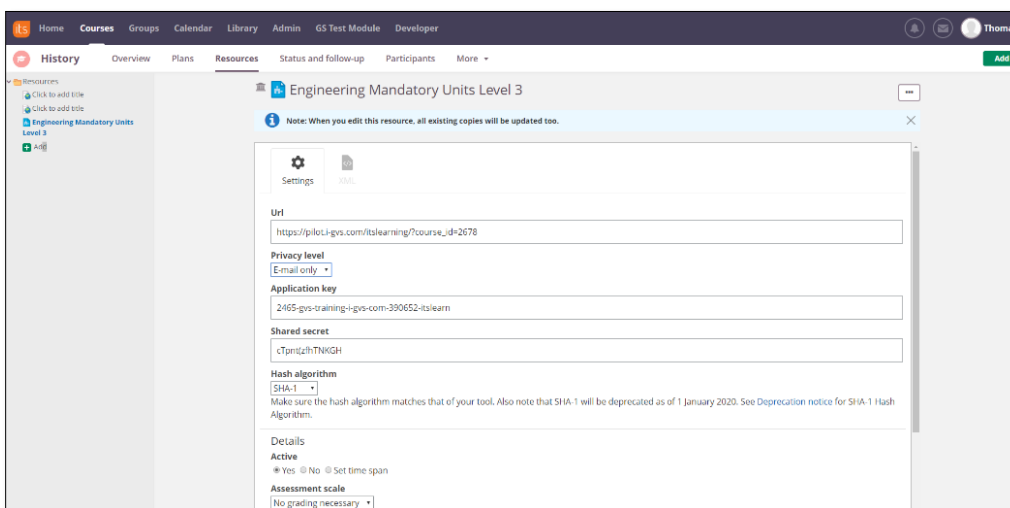 its Home Courses Groups Calendar Library Admin GS Test Module Developer Thoma
History Overview Plans Resources Status and follow-up Participants More Add
Resources
Click to add title
Click to add title
Engineering Mandatory Units
Level 3
Add
Engineering Mandatory Units Level 3
Note: When you edit this resource, all existing copies will be updated too.
Settings
XML
Url
https://pilot.i-gvs.com/itslearning/?course_id=2678
Privacy level
E-mail only
Application key
2465-gvs-training-i-gvs-com-390652-itslearn
Shared secret
Hash algorithm
SHA-1
Make sure the hash algorithm matches that of your tool. Also note that SHA-1 will be deprecated as of 1 January 2020. See Deprecation notice for SHA-1 Hash
Algorithm.
Details
Active
Yes No Set time span
Assessment scale
No grading necessary